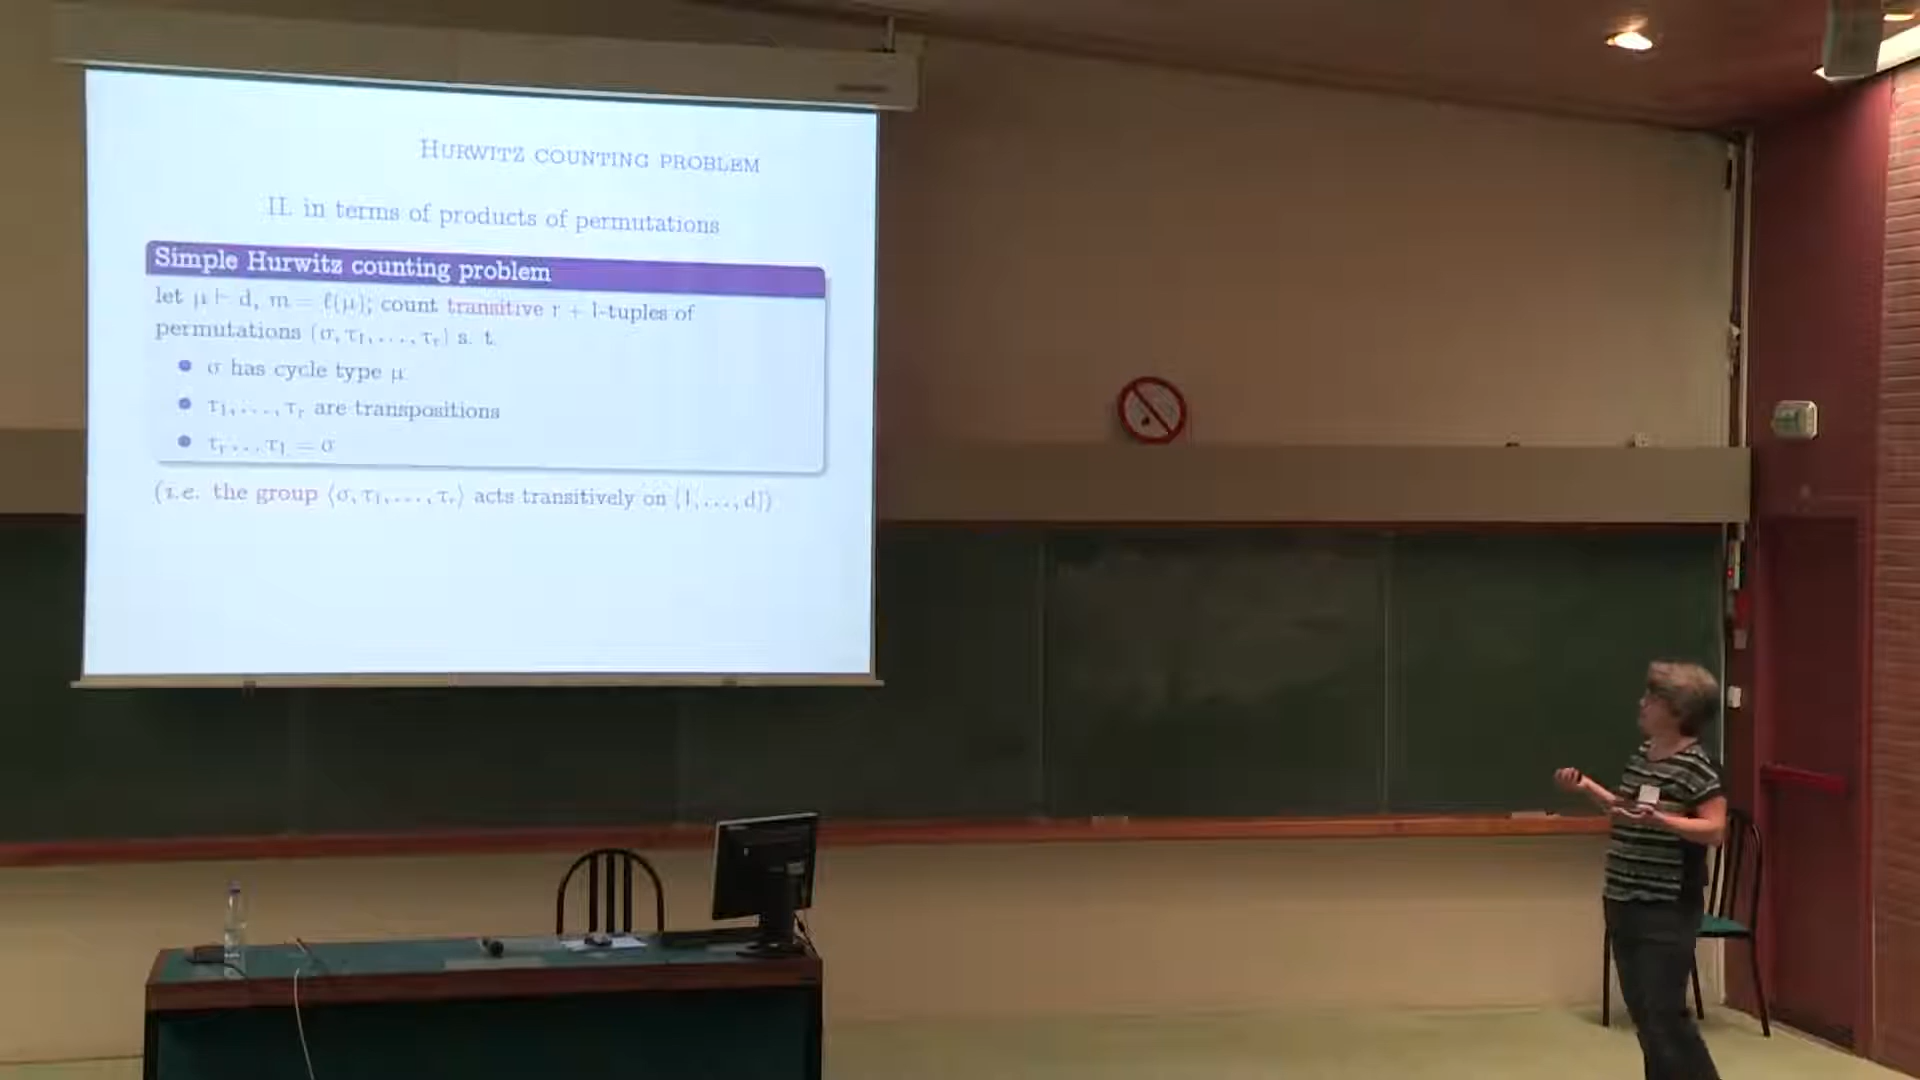 HURWITZ COUNTING PROBLEM
II. in terms of products of permutations
Simple Hurwitz counting problem
let μ ⊢ d, m = ℓ(μ); count transitive r + 1-tuples of
permutations (σ, τ1, . . . , τr) s. t.
• σ has cycle type μ
• τ1, . . . , τr are transpositions
• τr . . . τ1 = σ
(i.e. the group ⟨σ, τ1, . . . , τr⟩ acts transitively on {1, . . . , d})